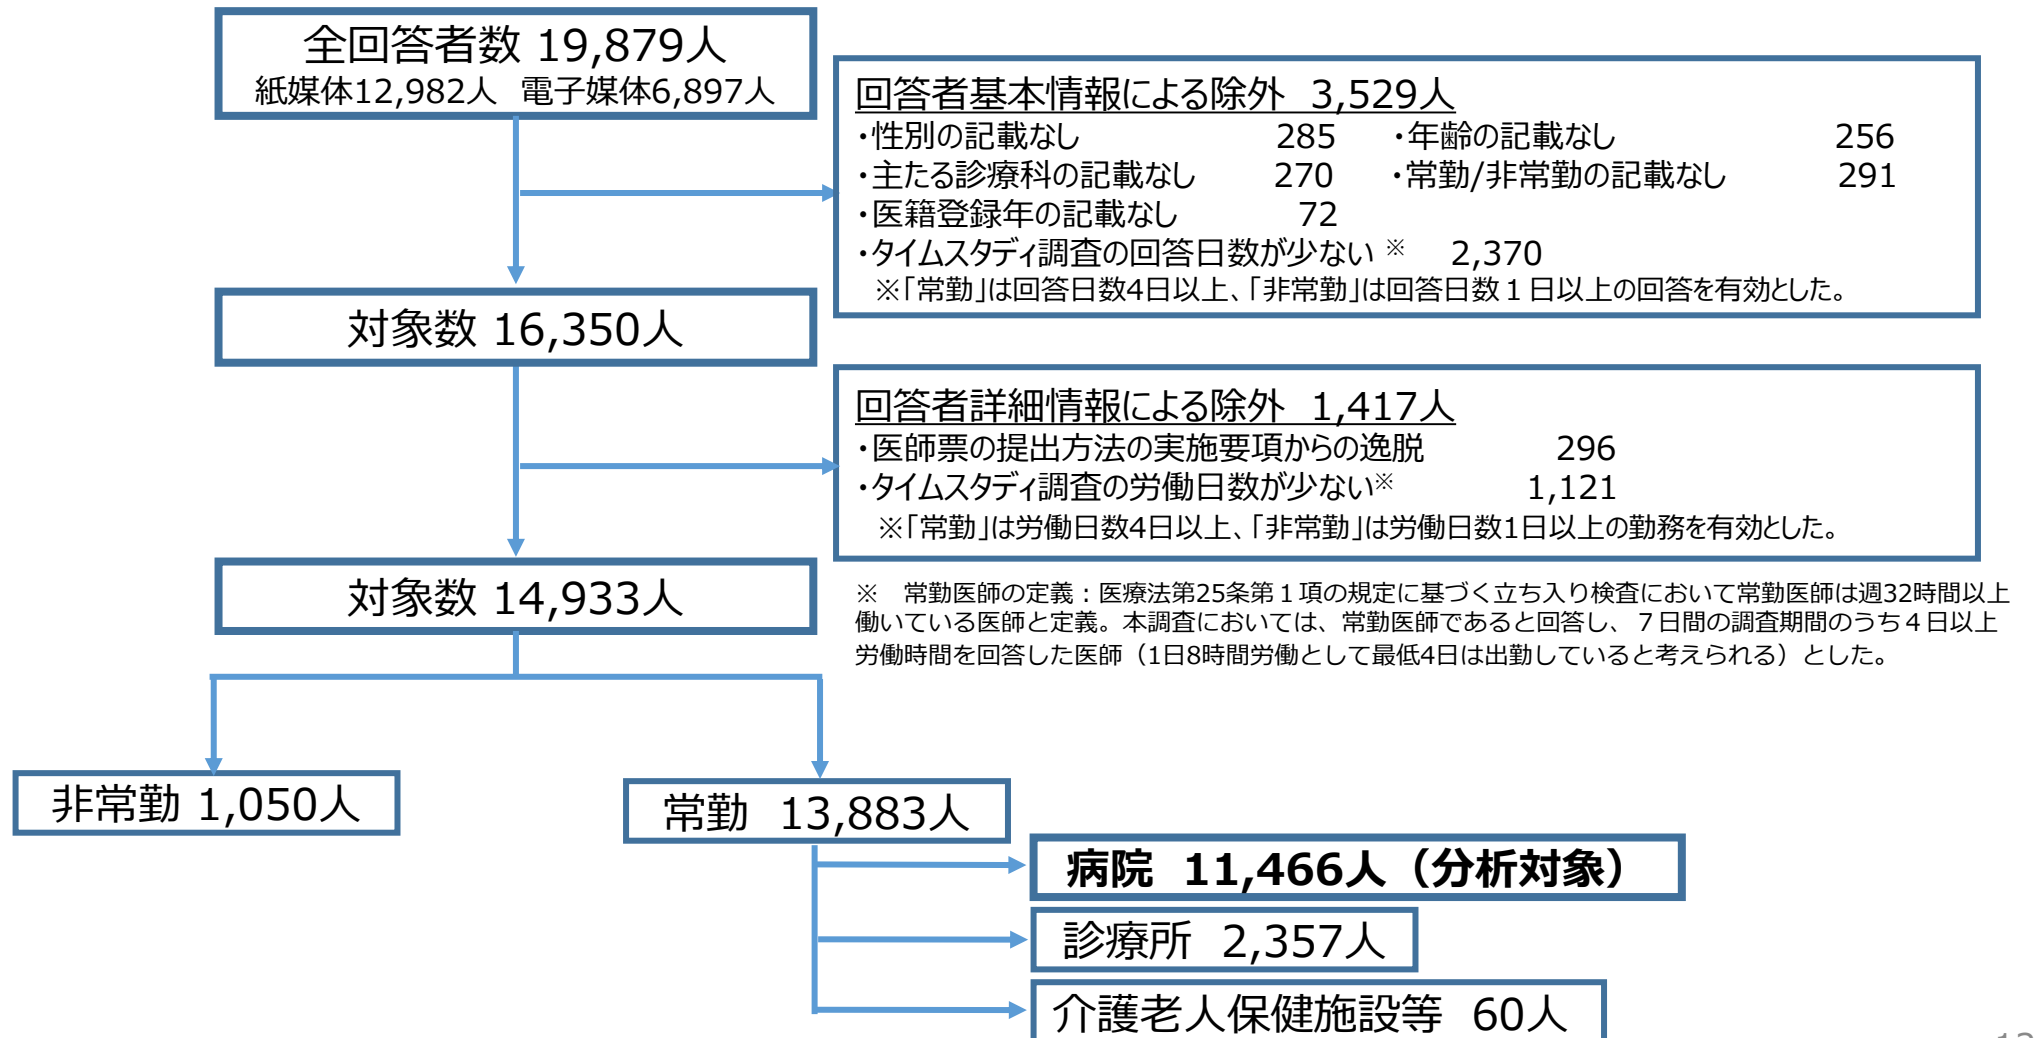 全回答者数 19,879人
紙媒体12,982人 電子媒体6,897人
回答者基本情報による除外 3,529人
・性別の記載なし 285 ・年齢の記載なし 256
・主たる診療科の記載なし 270 ・常勤/非常勤の記載なし 291
・医籍登録年の記載なし 72
・タイムスタディ調査の回答日数が少ない ※ 2,370
※「常勤」は回答日数4日以上、「非常勤」は回答日数１日以上の回答を有効とした。
対象数 16,350人
回答者詳細情報による除外 1,417人
・医師票の提出方法の実施要項からの逸脱 296
・タイムスタディ調査の労働日数が少ない※ 1,121
※「常勤」は労働日数4日以上、「非常勤」は労働日数1日以上の勤務を有効とした。
対象数 14,933人
※ 常勤医師の定義：医療法第25条第１項の規定に基づく立ち入り検査において常勤医師は週32時間以上
働いている医師と定義。本調査においては、常勤医師であると回答し、７日間の調査期間のうち４日以上
労働時間を回答した医師（1日8時間労働として最低4日は出勤していると考えられる）とした。
非常勤 1,050人
常勤 13,883人
病院 11,466人（分析対象）
診療所 2,357人
介護老人保健施設等 60人